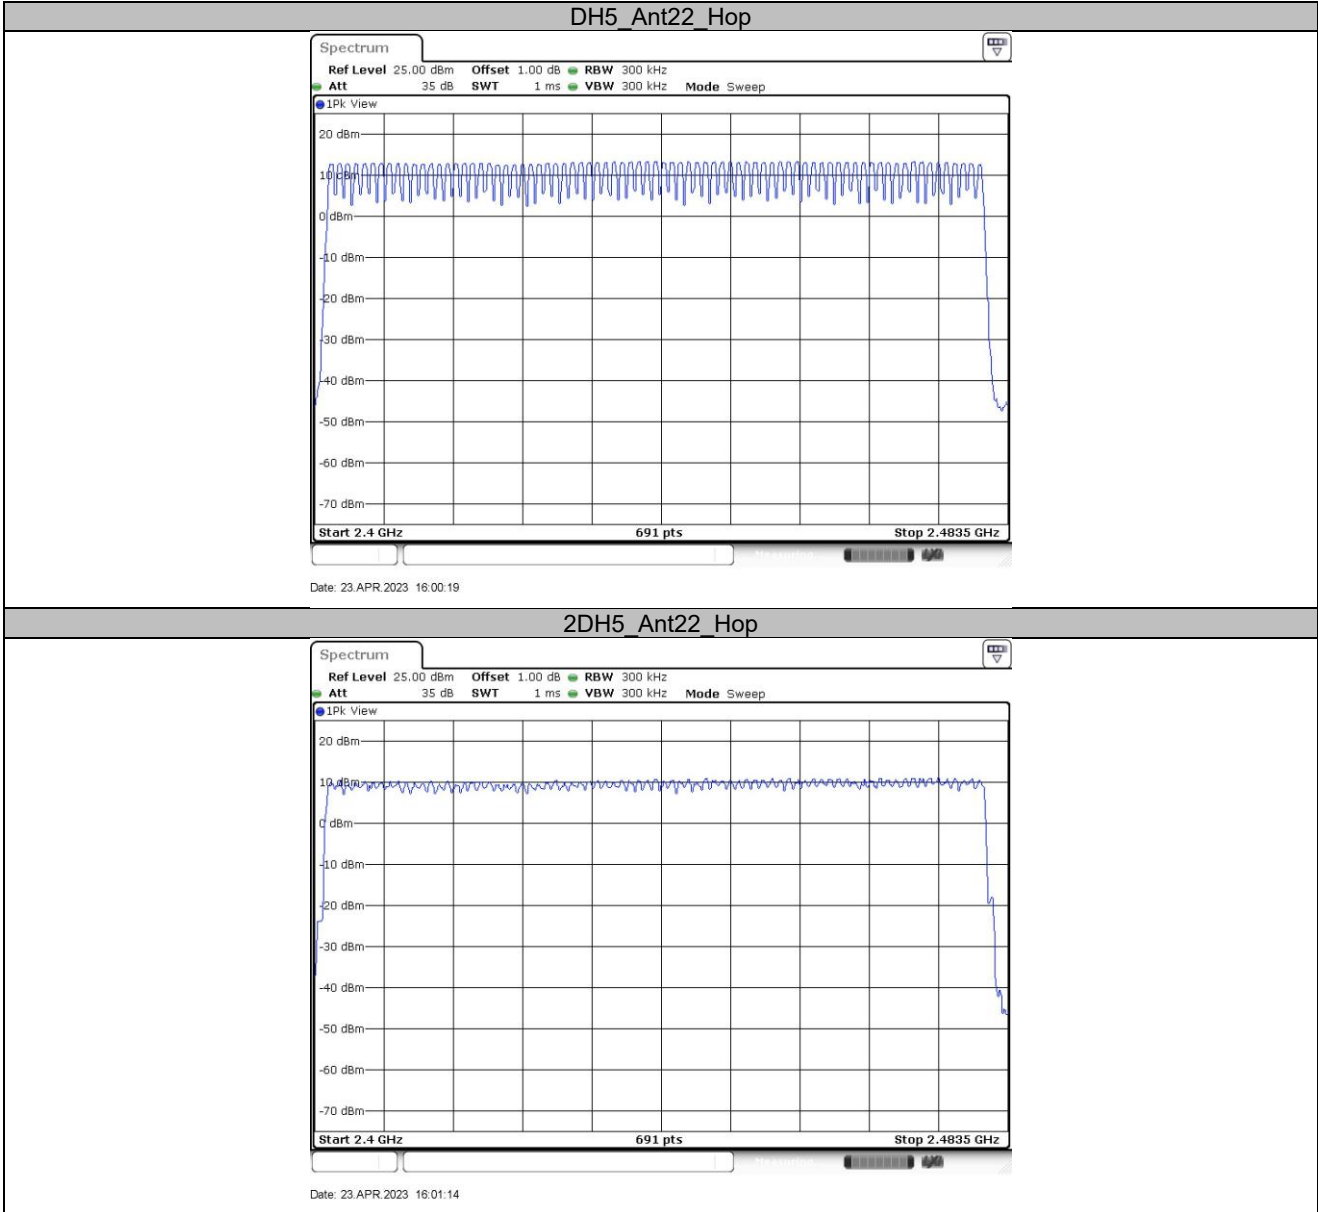 DH5_Ant22_Hop
Spectrum
Ref Level 25.00 dBm Offset 1.00 dB RBW 300 kHz
Att 35 dB SWT 1 ms VBW 300 kHz Mode Sweep
1Pk View
20 dBm
10 dBm
0 dBm
-10 dBm
-20 dBm
-30 dBm
-40 dBm
-50 dBm
-60 dBm
-70 dBm
Start 2.4 GHz 691 pts Stop 2.4835 GHz
Measuring...
Date: 23.APR.2023 16:00:19
2DH5_Ant22_Hop
Spectrum
Ref Level 25.00 dBm Offset 1.00 dB RBW 300 kHz
Att 35 dB SWT 1 ms VBW 300 kHz Mode Sweep
1Pk View
20 dBm
10 dBm
0 dBm
-10 dBm
-20 dBm
-30 dBm
-40 dBm
-50 dBm
-60 dBm
-70 dBm
Start 2.4 GHz 691 pts Stop 2.4835 GHz
Measuring...
Date: 23.APR.2023 16:01:14